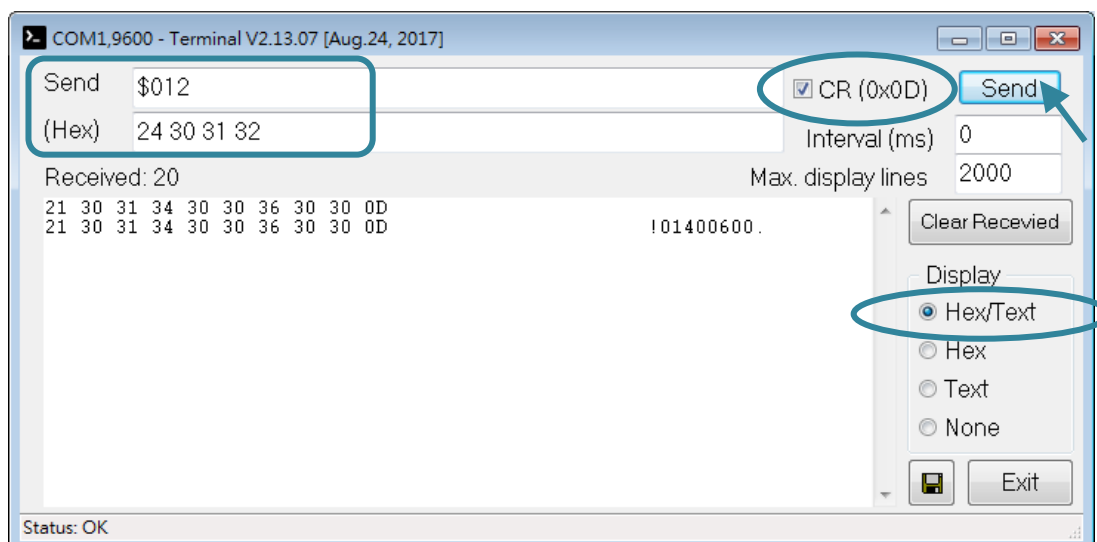 COM1,9600 - Terminal V2.13.07 [Aug.24, 2017]
Send $012 CR (0x0D) Send
(Hex) 24 30 31 32 Interval (ms) 0
Received: 20 Max. display lines 2000
21 30 31 34 30 30 36 30 30 0D
21 30 31 34 30 30 36 30 30 0D !01400600.
Clear Recevied
Display
Hex/Text
Hex
Text
None
Exit
Status: OK